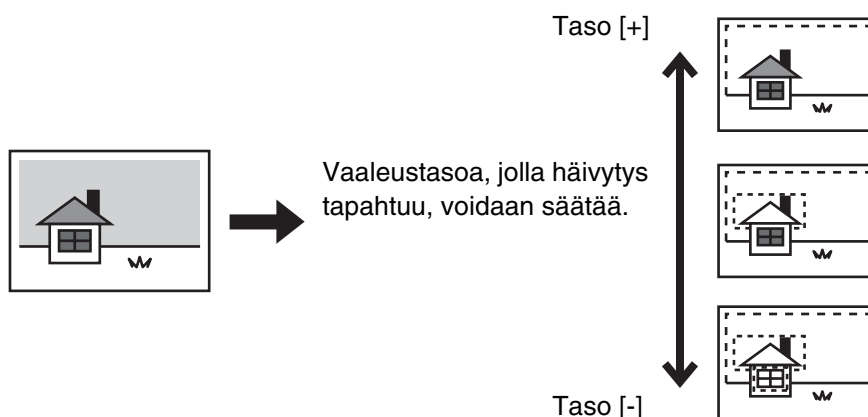 Taso [+]
Vaaleustasoa, jolla häivytys
tapahtuu, voidaan säätää.
Taso [-]